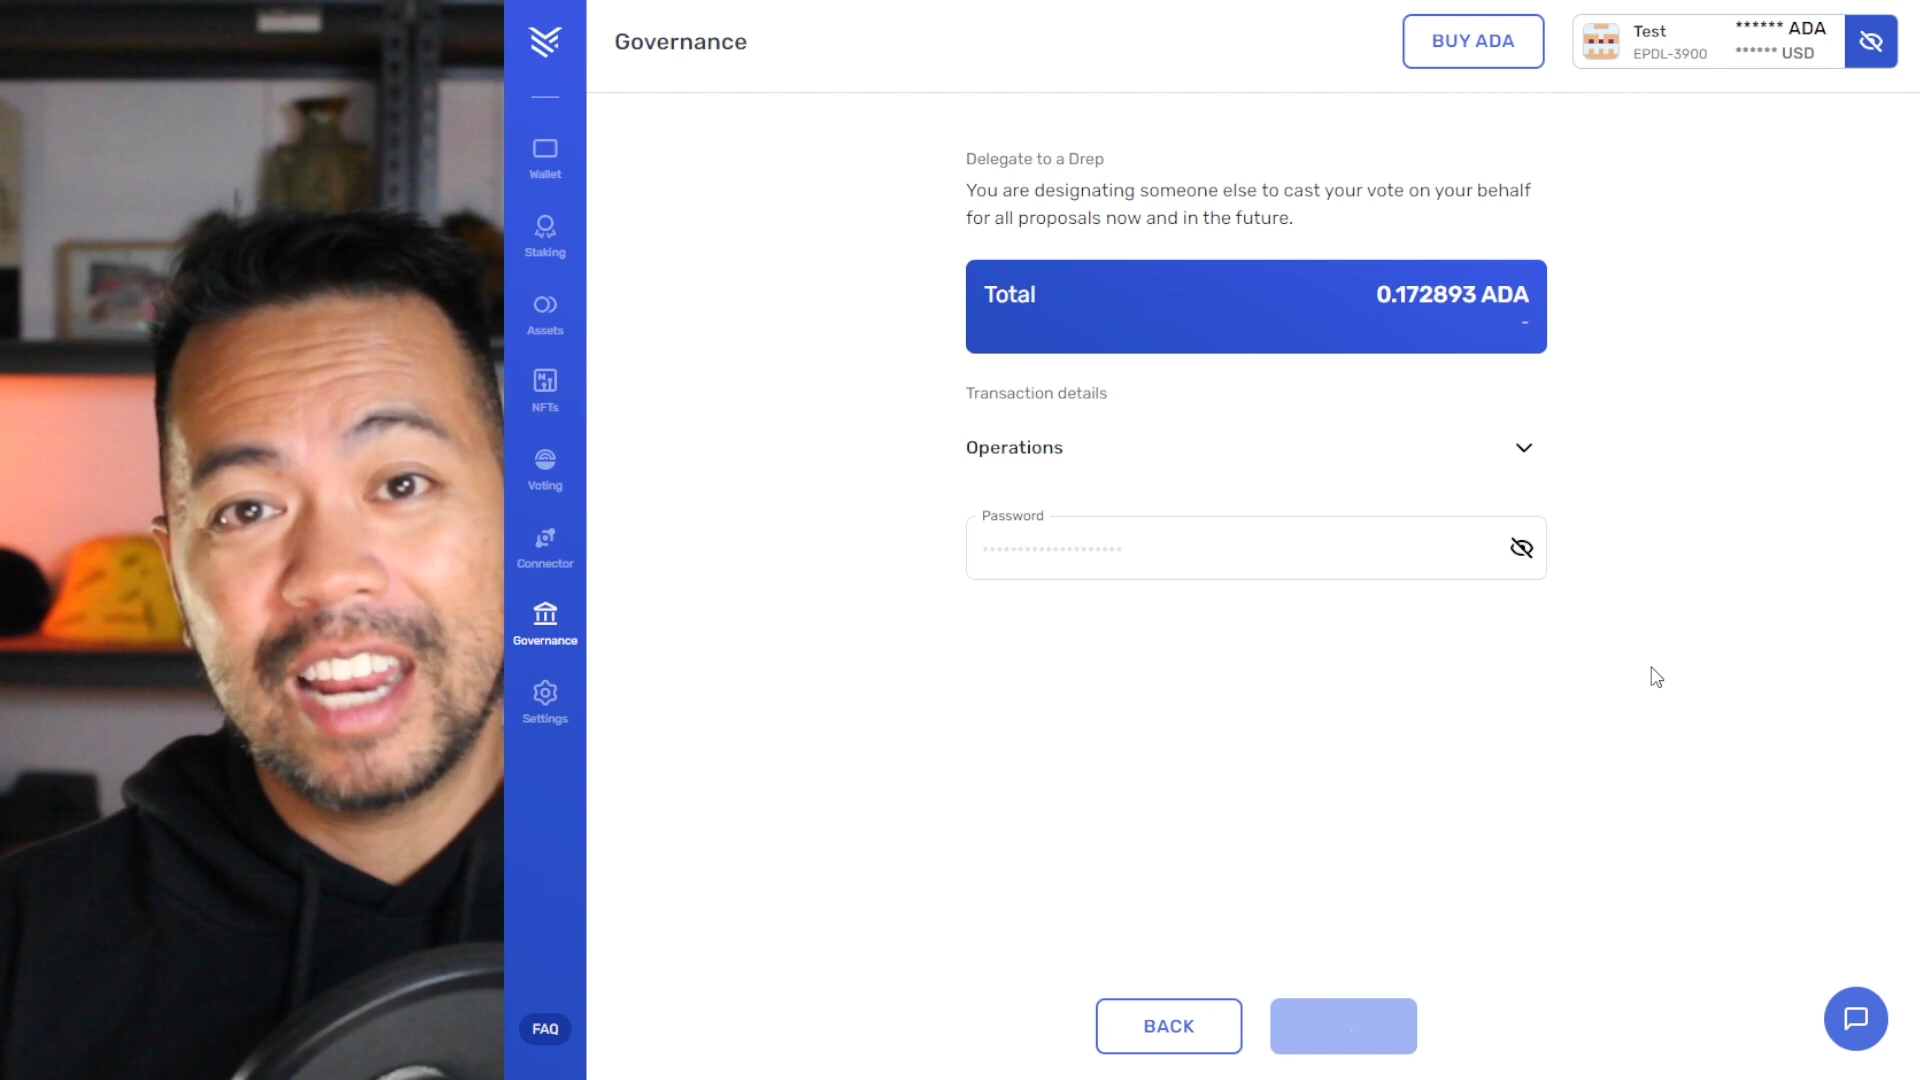 Governance
BUY ADA
Test
EPDL-3900
****** ADA
****** USD
Wallet
Staking
Assets
NFTs
Voting
Connector
Governance
Settings
FAQ
Delegate to a Drep
You are designating someone else to cast your vote on your behalf
for all proposals now and in the future.
Total
0.172893 ADA
-
Transaction details
Operations
Password
BACK